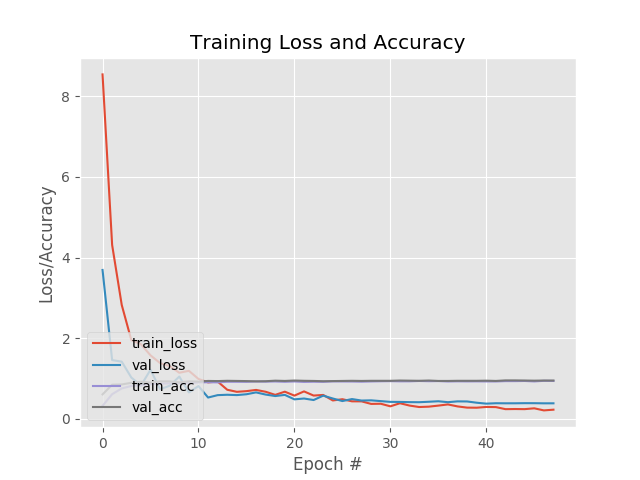 Training Loss and Accuracy
Loss/Accuracy
8
6
4
2
0
train_loss
val_loss
train_acc
val_acc
0 10 20 30 40
Epoch #